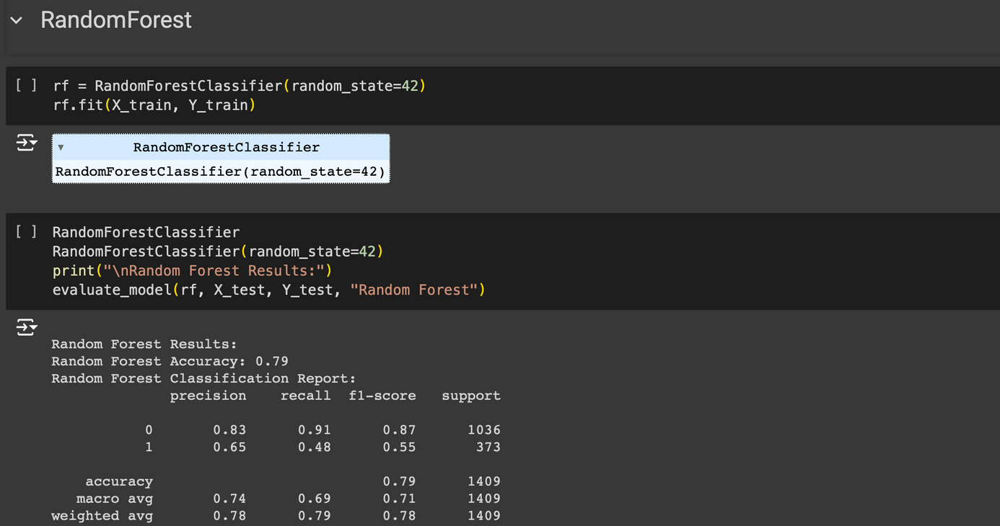 RandomForest
[ ] rf = RandomForestClassifier(random_state=42)
rf.fit(X_train, Y_train)
RandomForestClassifier
RandomForestClassifier(random_state=42)
[ ] RandomForestClassifier
RandomForestClassifier(random_state=42)
print("\nRandom Forest Results:")
evaluate_model(rf, X_test, Y_test, "Random Forest")
Random Forest Results:
Random Forest Accuracy: 0.79
Random Forest Classification Report:
precision recall f1-score support
0 0.83 0.91 0.87 1036
1 0.65 0.48 0.55 373
accuracy 0.79 1409
macro avg 0.74 0.69 0.71 1409
weighted avg 0.78 0.79 0.78 1409